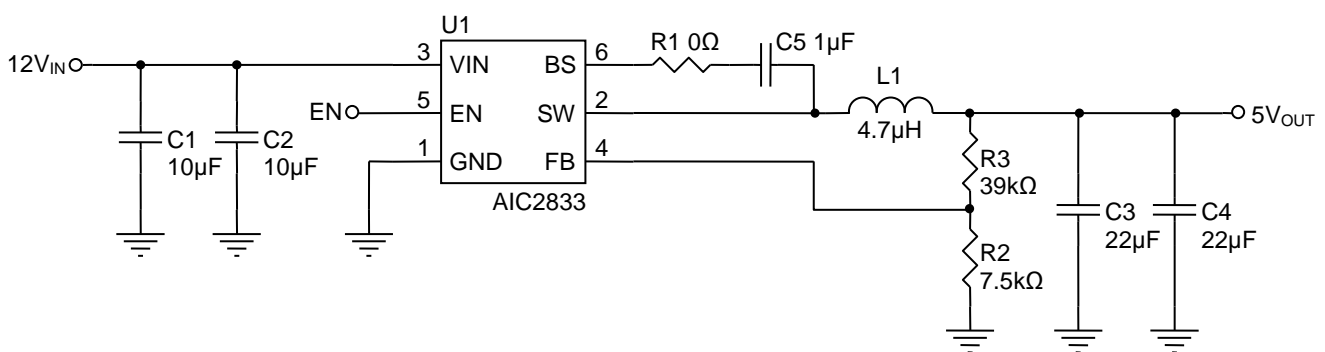 U1
12VIN
3 VIN BS 6
R1 0Ω
C5 1µF
L1
4.7µH
EN
5 EN SW 2
5VOUT
1 GND FB 4
AIC2833
C1
10µF
C2
10µF
R3
39kΩ
R2
7.5kΩ
C3
22µF
C4
22µF